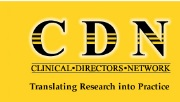 CDN
CLINICAL•DIRECTORS•NETWORK
Translating Research into Practice